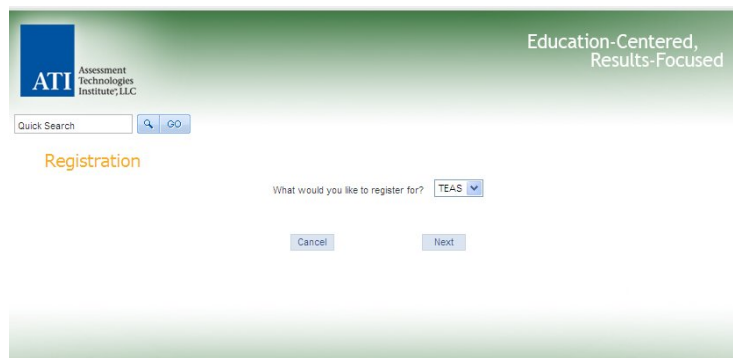 Education-Centered,
Results-Focused
ATI
Assessment
Technologies
Institute®, LLC
Quick Search
GO
Registration
What would you like to register for? TEAS
Cancel Next